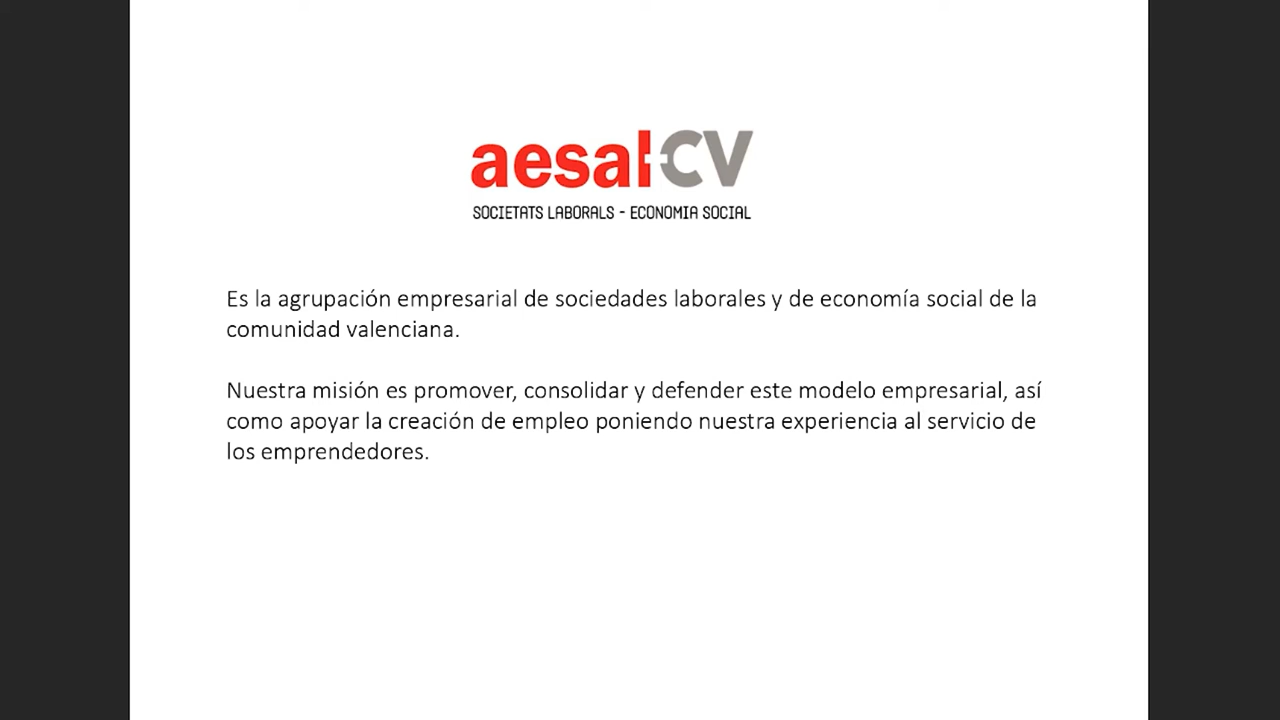 aesal-CV
SOCIETATS LABORALS - ECONOMIA SOCIAL
Es la agrupación empresarial de sociedades laborales y de economía social de la
comunidad valenciana.
Nuestra misión es promover, consolidar y defender este modelo empresarial, así
como apoyar la creación de empleo poniendo nuestra experiencia al servicio de
los emprendedores.